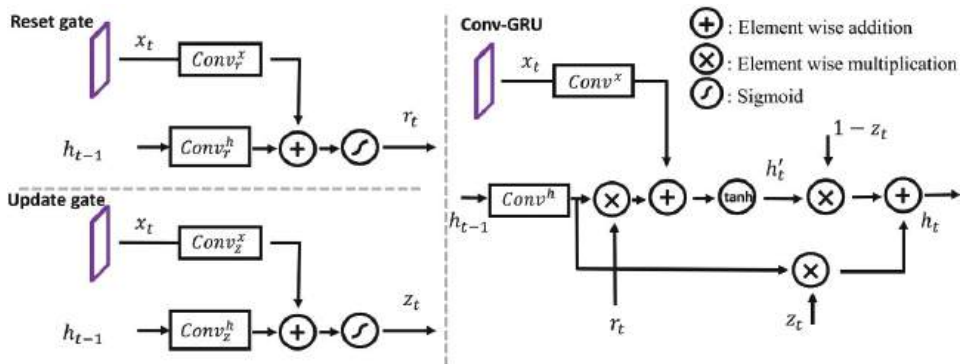 Reset gate
x_t
Conv_r^x
h_{t-1}
Conv_r^h
+
r_t
Update gate
x_t
Conv_z^x
h_{t-1}
Conv_z^h
+
z_t
Conv-GRU
+ : Element wise addition
× : Element wise multiplication
: Sigmoid
x_t
Conv^x
1 − z_t
h'_t
h_{t-1}
Conv^h
×
+
tanh
×
+
h_t
×
r_t
z_t